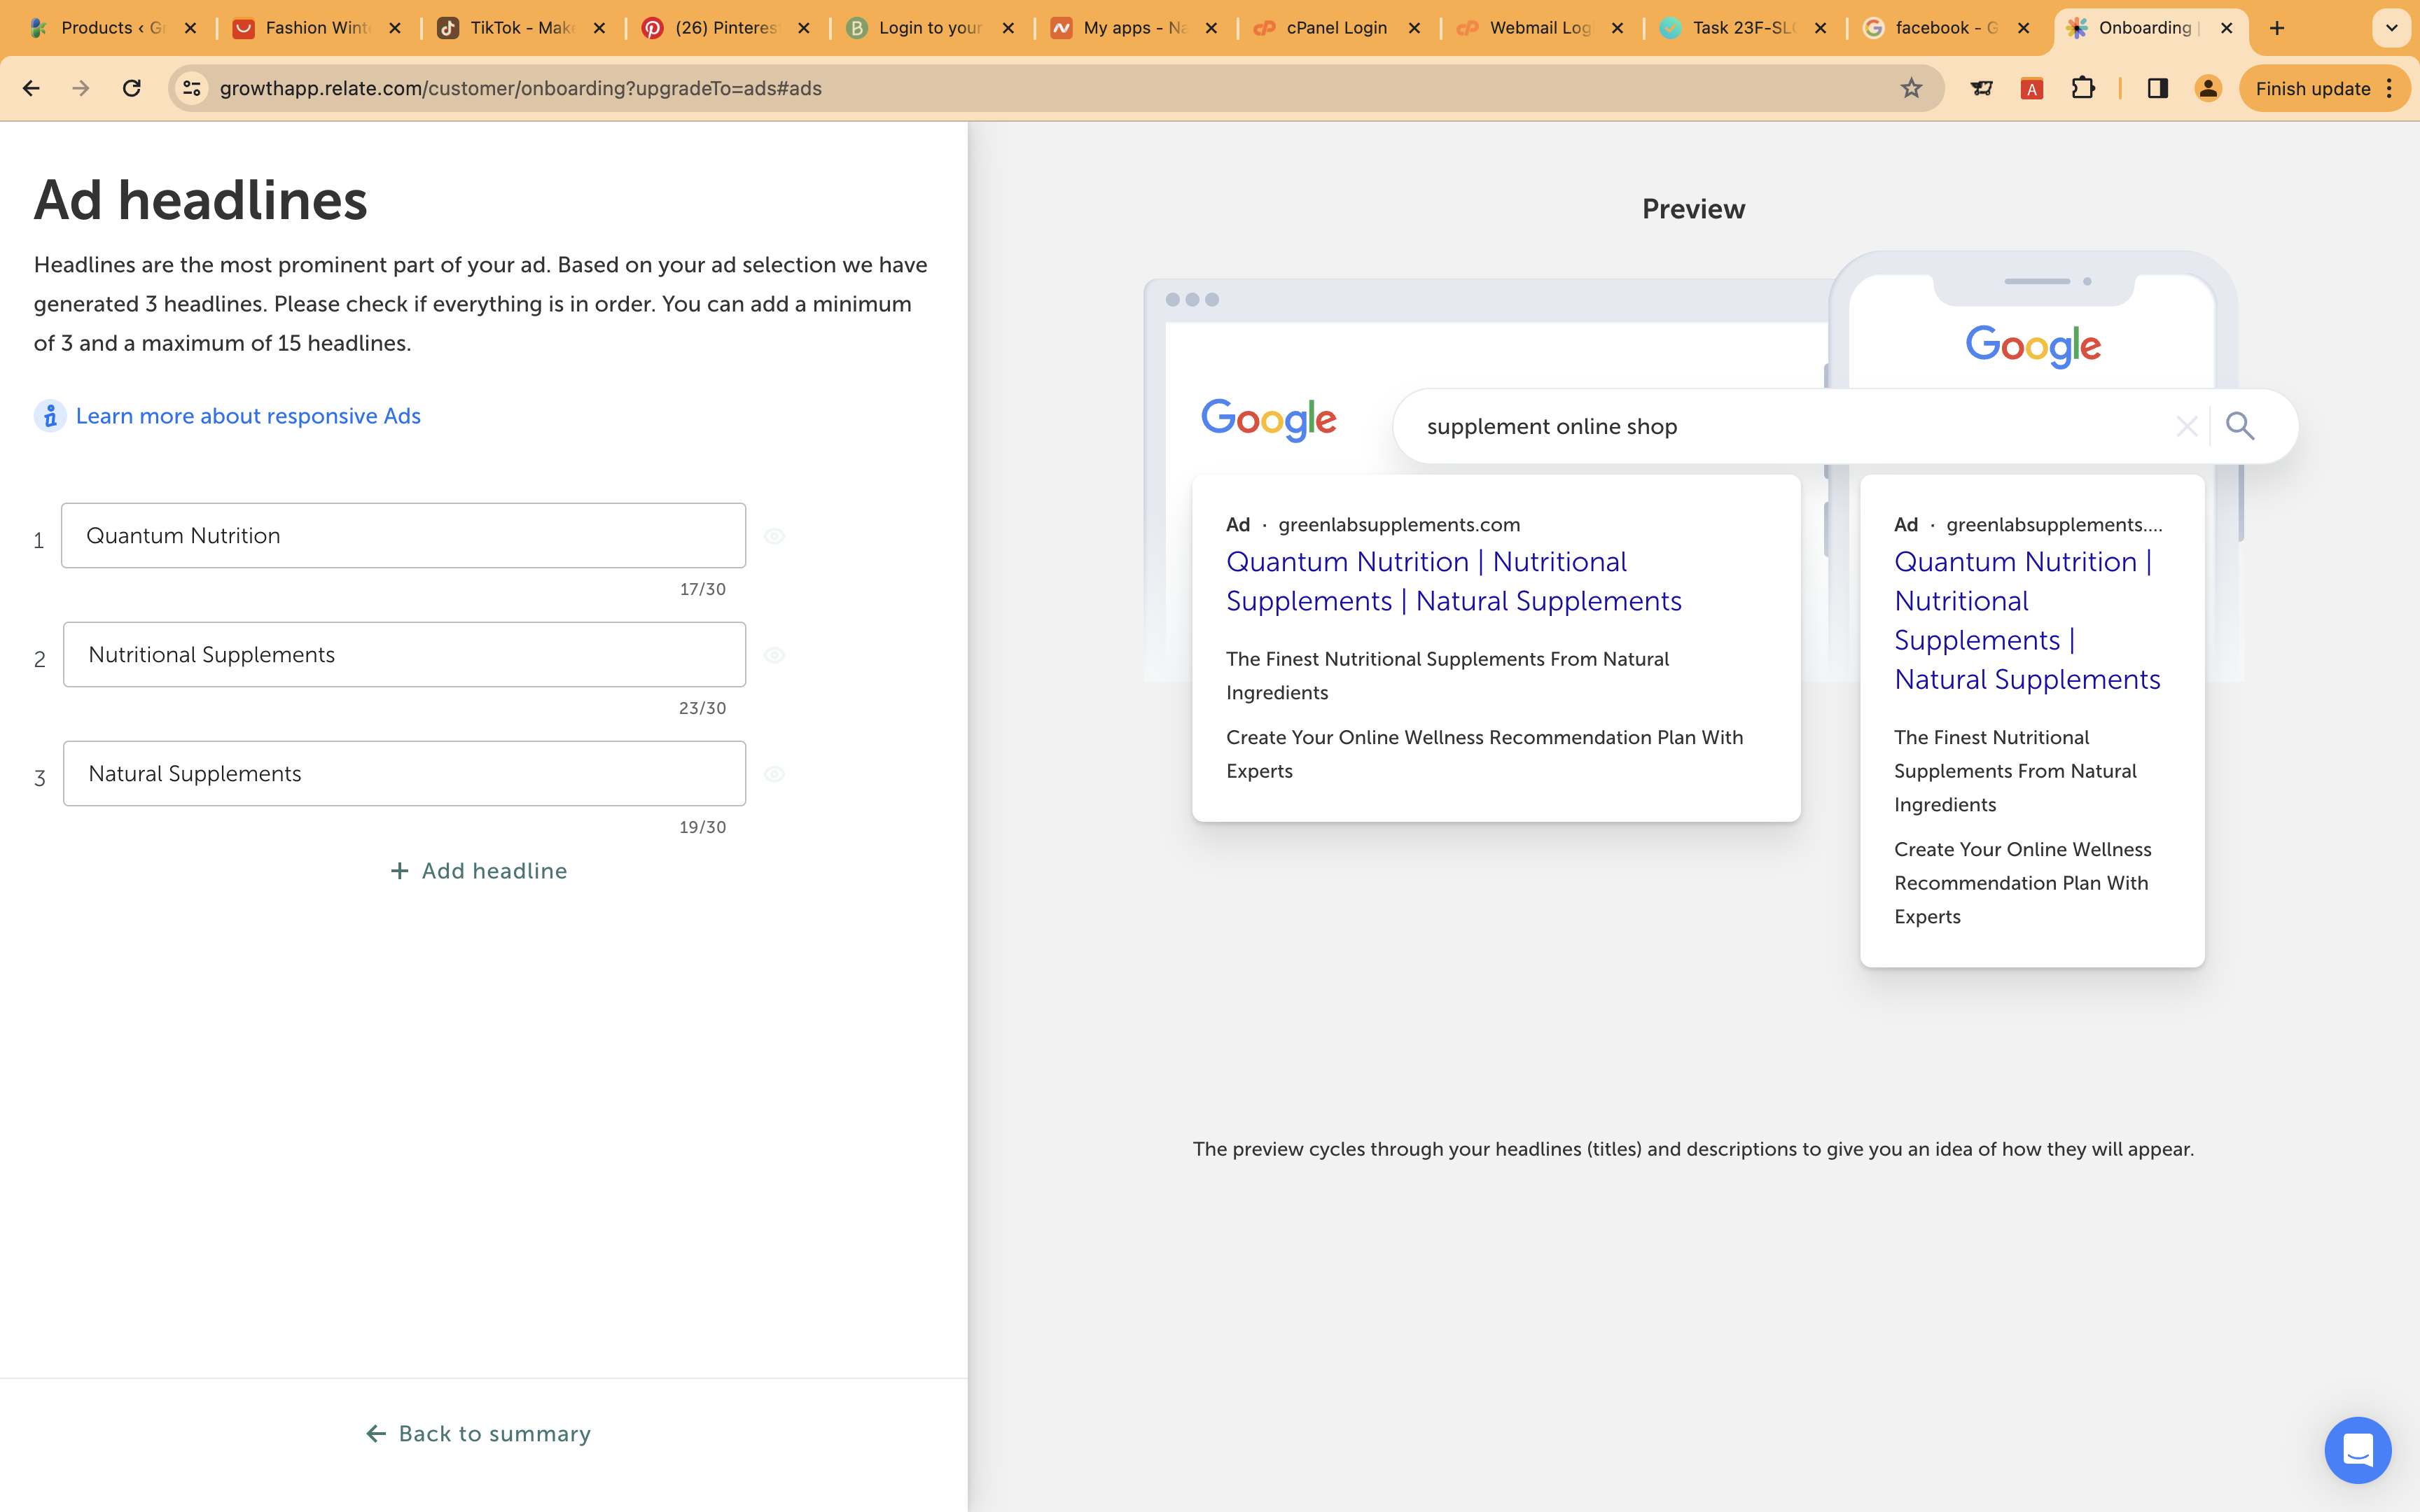 Products ‹ Gr
Fashion Wint
TikTok - Make
(26) Pinteres
Login to your
My apps - Na
cPanel Login
Webmail Log
Task 23F-SL
facebook - G
Onboarding |
growthapp.relate.com/customer/onboarding?upgradeTo=ads#ads
A
Finish update
Ad headlines
Headlines are the most prominent part of your ad. Based on your ad selection we have
generated 3 headlines. Please check if everything is in order. You can add a minimum
of 3 and a maximum of 15 headlines.
Learn more about responsive Ads
1 Quantum Nutrition
17/30
2 Nutritional Supplements
23/30
3 Natural Supplements
19/30
+ Add headline
← Back to summary
Preview
Google
Google
supplement online shop
Ad · greenlabsupplements.com
Quantum Nutrition | Nutritional
Supplements | Natural Supplements
The Finest Nutritional Supplements From Natural
Ingredients
Create Your Online Wellness Recommendation Plan With
Experts
Ad · greenlabsupplements....
Quantum Nutrition |
Nutritional
Supplements |
Natural Supplements
The Finest Nutritional
Supplements From Natural
Ingredients
Create Your Online Wellness
Recommendation Plan With
Experts
The preview cycles through your headlines (titles) and descriptions to give you an idea of how they will appear.